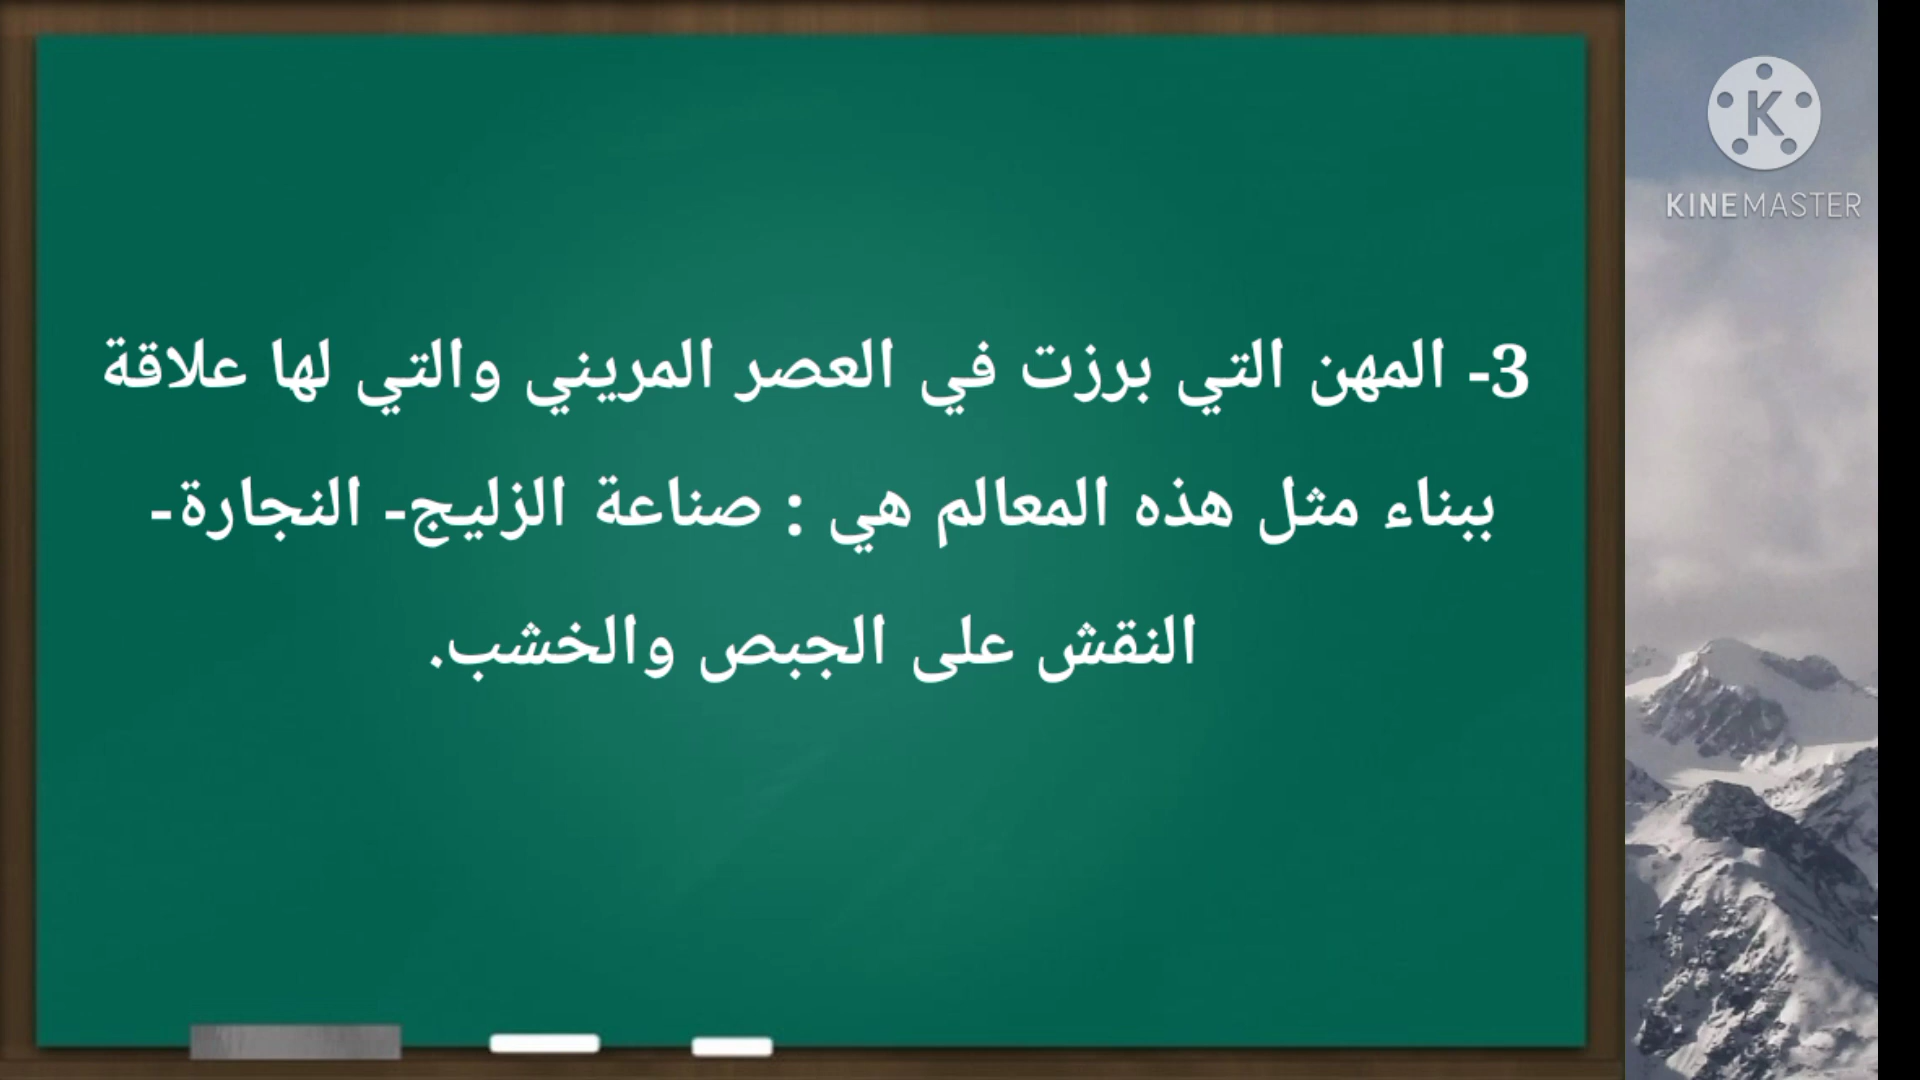 3- المهن التي برزت في العصر المريني والتي لها علاقة
ببناء مثل هذه المعالم هي : صناعة الزليج- النجارة-
النقش على الجبص والخشب.
K
KINEMASTER